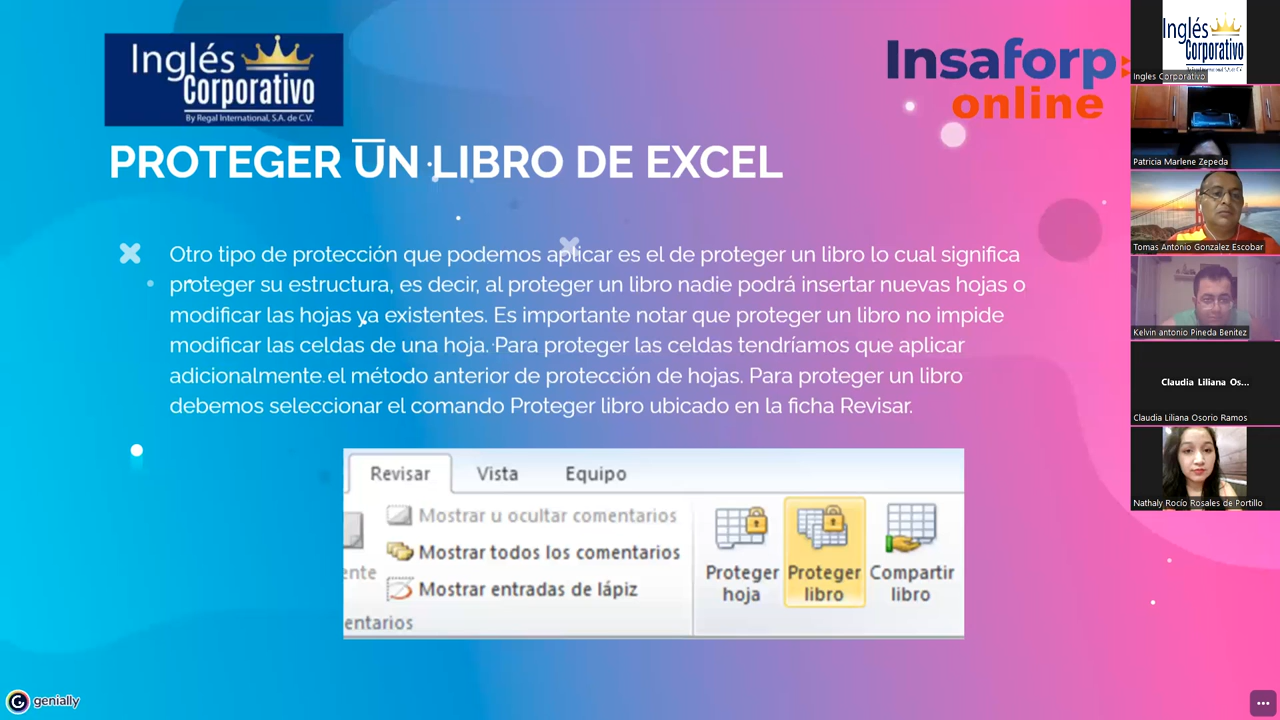 Inglés
Corporativo
By Regal International, S.A. de C.V.
Insaforp
online
PROTEGER UN LIBRO DE EXCEL
Otro tipo de protección que podemos aplicar es el de proteger un libro lo cual significa
proteger su estructura, es decir, al proteger un libro nadie podrá insertar nuevas hojas o
modificar las hojas ya existentes. Es importante notar que proteger un libro no impide
modificar las celdas de una hoja. Para proteger las celdas tendríamos que aplicar
adicionalmente el método anterior de protección de hojas. Para proteger un libro
debemos seleccionar el comando Proteger libro ubicado en la ficha Revisar.
Revisar Vista Equipo
Mostrar u ocultar comentarios
Mostrar todos los comentarios
ente
Mostrar entradas de lápiz
entarios
Proteger
hoja
Proteger
libro
Compartir
libro
genially
Inglés
Corporativo
Ingles Corporativo
Patricia Marlene Zepeda
Tomas Antonio Gonzalez Escobar
Kelvin antonio Pineda Benitez
Claudia Liliana Os...
Claudia Liliana Osorio Ramos
Nathaly Rocío Rosales de Portillo